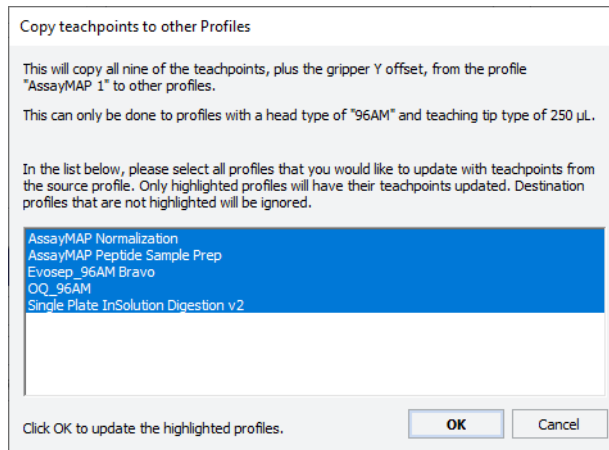 Copy teachpoints to other Profiles
This will copy all nine of the teachpoints, plus the gripper Y offset, from the profile
"AssayMAP 1" to other profiles.
This can only be done to profiles with a head type of "96AM" and teaching tip type of 250 µL.
In the list below, please select all profiles that you would like to update with teachpoints from
the source profile. Only highlighted profiles will have their teachpoints updated. Destination
profiles that are not highlighted will be ignored.
AssayMAP Normalization
AssayMAP Peptide Sample Prep
Evosep_96AM Bravo
OQ_96AM
Single Plate InSolution Digestion v2
Click OK to update the highlighted profiles.
OK
Cancel